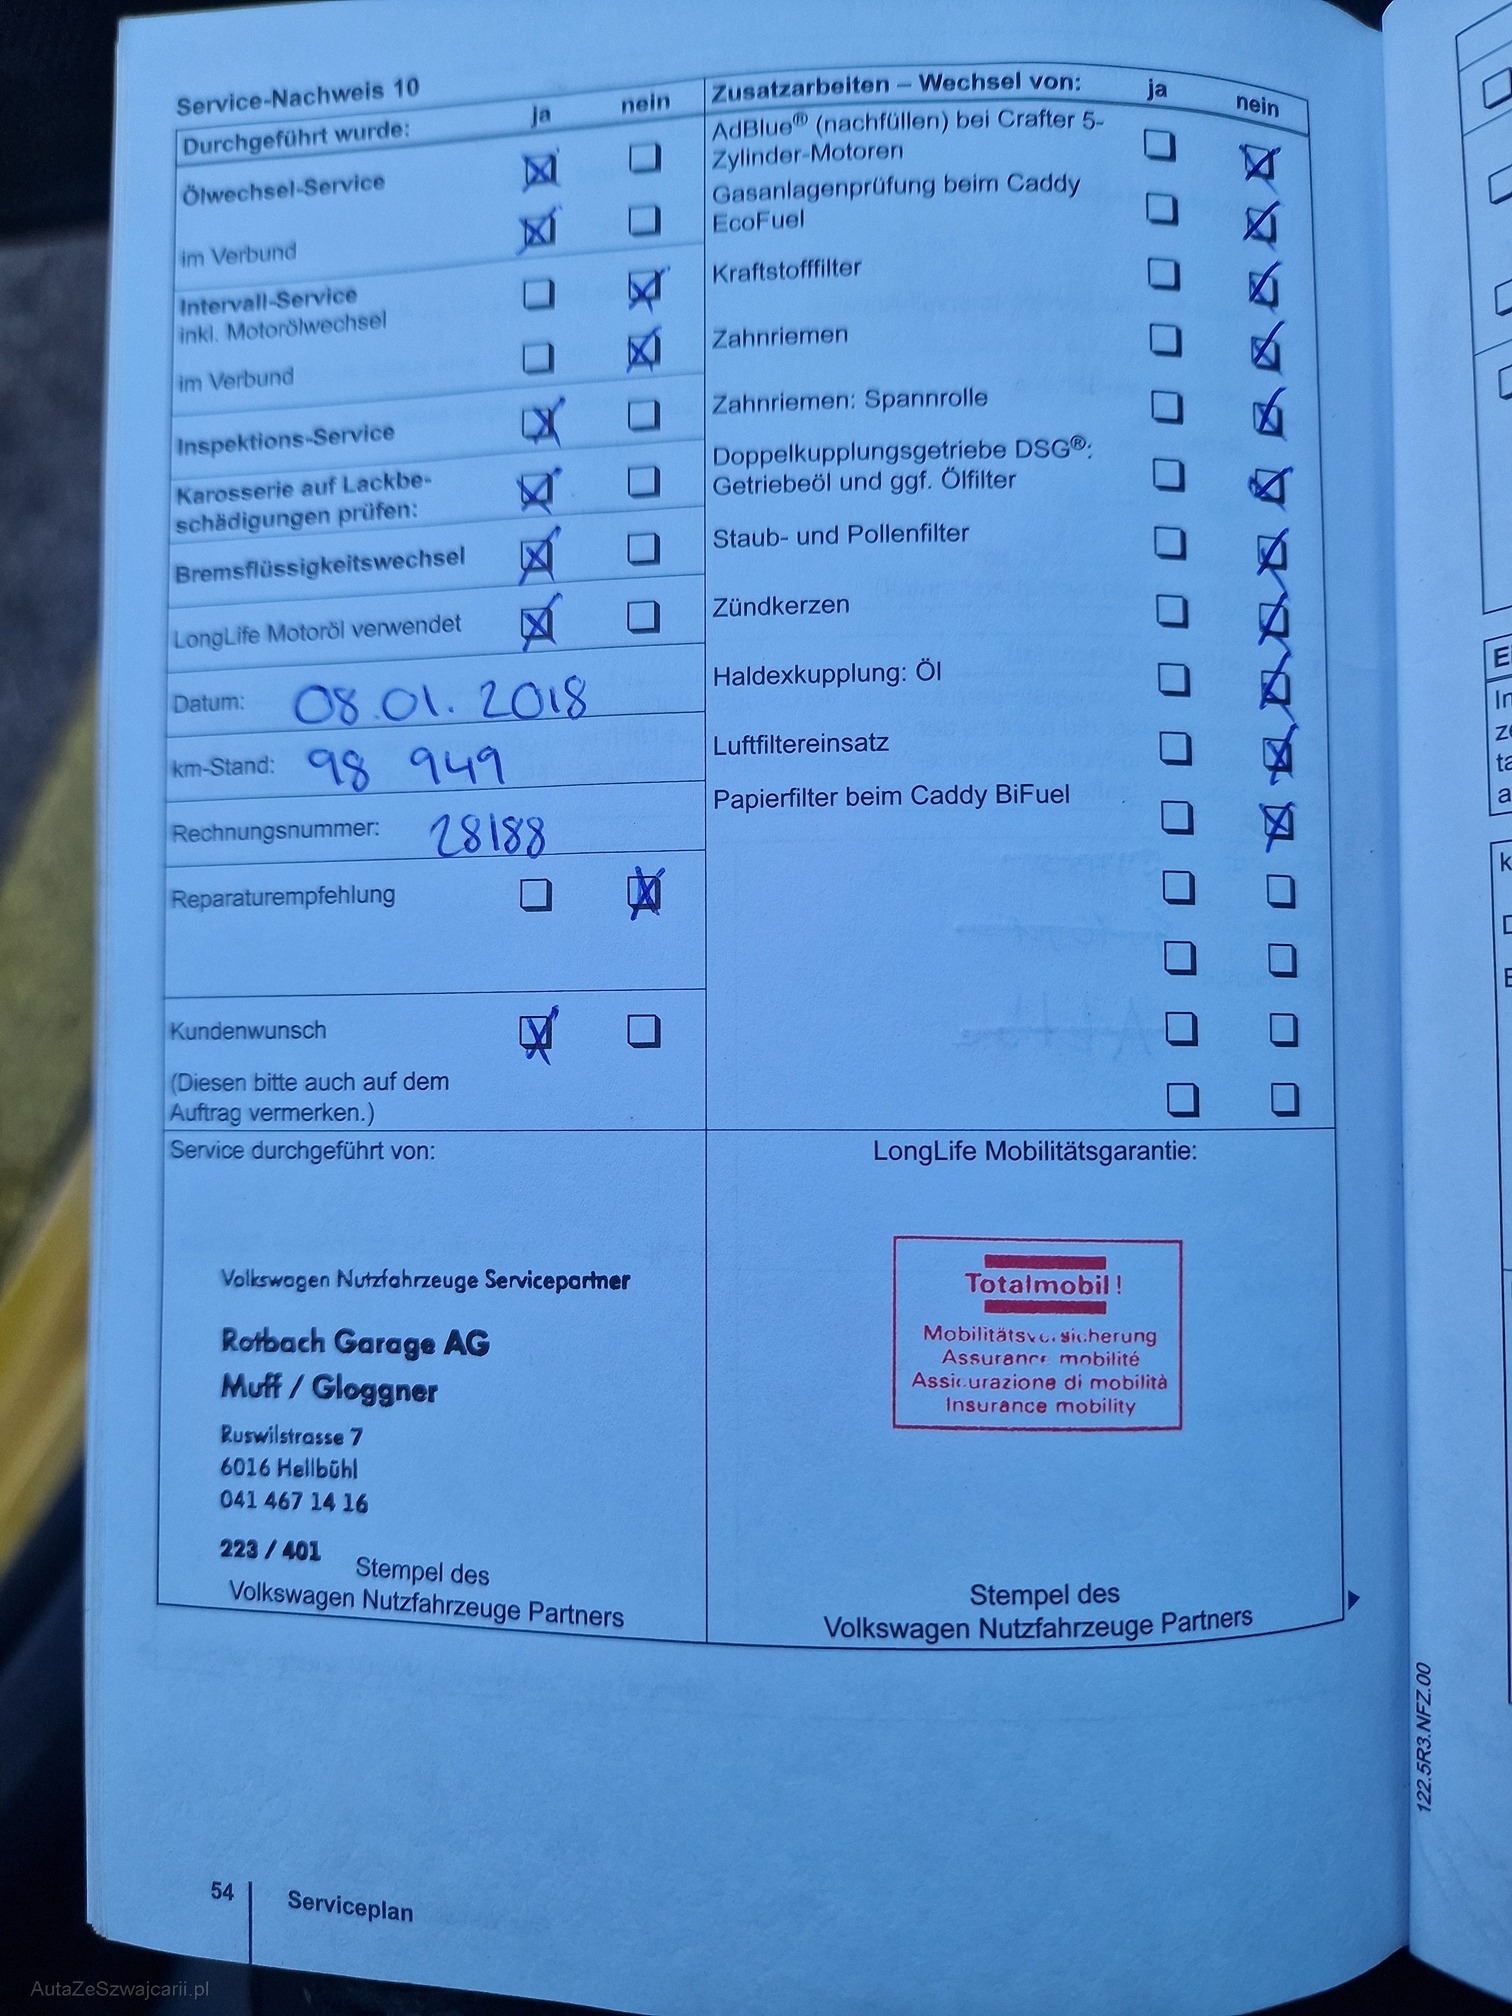 Service-Nachweis 10
Durchgeführt wurde: ja nein
Ölwechsel-Service
im Verbund
Intervall-Service
inkl. Motorölwechsel
im Verbund
Inspektions-Service
Karosserie auf Lackbe-
schädigungen prüfen:
Bremsflüssigkeitswechsel
LongLife Motoröl verwendet
Datum: 08.01.2018
km-Stand: 98 949
Rechnungsnummer: 28188
Reparaturempfehlung
Kundenwunsch
(Diesen bitte auch auf dem
Auftrag vermerken.)
Zusatzarbeiten – Wechsel von: ja nein
AdBlue® (nachfüllen) bei Crafter 5-
Zylinder-Motoren
Gasanlagenprüfung beim Caddy
EcoFuel
Kraftstofffilter
Zahnriemen
Zahnriemen: Spannrolle
Doppelkupplungsgetriebe DSG®:
Getriebeöl und ggf. Ölfilter
Staub- und Pollenfilter
Zündkerzen
Haldexkupplung: Öl
Luftfiltereinsatz
Papierfilter beim Caddy BiFuel
Service durchgeführt von:
Volkswagen Nutzfahrzeuge Servicepartner
Rotbach Garage AG
Muff / Gloggner
Ruswilstrasse 7
6016 Hellbühl
041 467 14 16
223 / 401
Stempel des
Volkswagen Nutzfahrzeuge Partners
LongLife Mobilitätsgarantie:
Totalmobil!
Mobilitätsversicherung
Assurance mobilité
Assicurazione di mobilità
Insurance mobility
Stempel des
Volkswagen Nutzfahrzeuge Partners
122.5R3.NFZ.00
54 Serviceplan
AutaZeSzwajcarii.pl